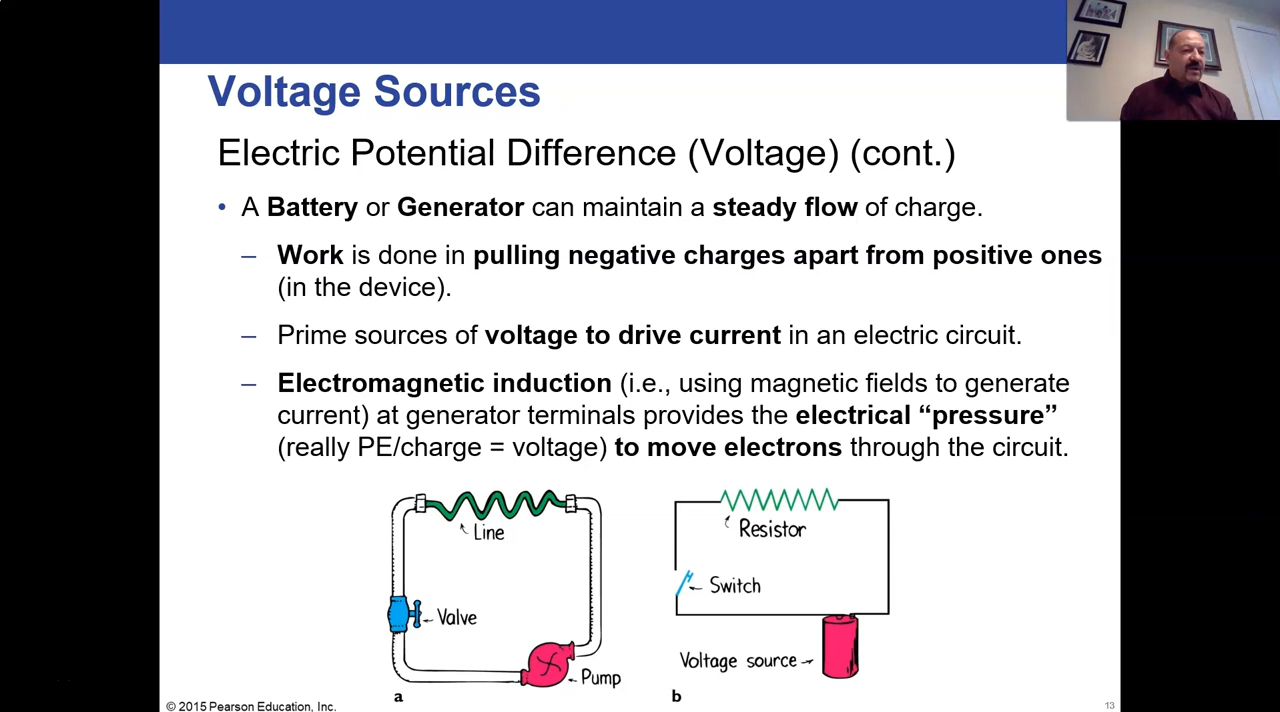 Voltage Sources
Electric Potential Difference (Voltage) (cont.)
• A Battery or Generator can maintain a steady flow of charge.
– Work is done in pulling negative charges apart from positive ones
(in the device).
– Prime sources of voltage to drive current in an electric circuit.
– Electromagnetic induction (i.e., using magnetic fields to generate
current) at generator terminals provides the electrical “pressure”
(really PE/charge = voltage) to move electrons through the circuit.
Line
Valve
Pump
a
Resistor
Switch
Voltage source
b
© 2015 Pearson Education, Inc.
13